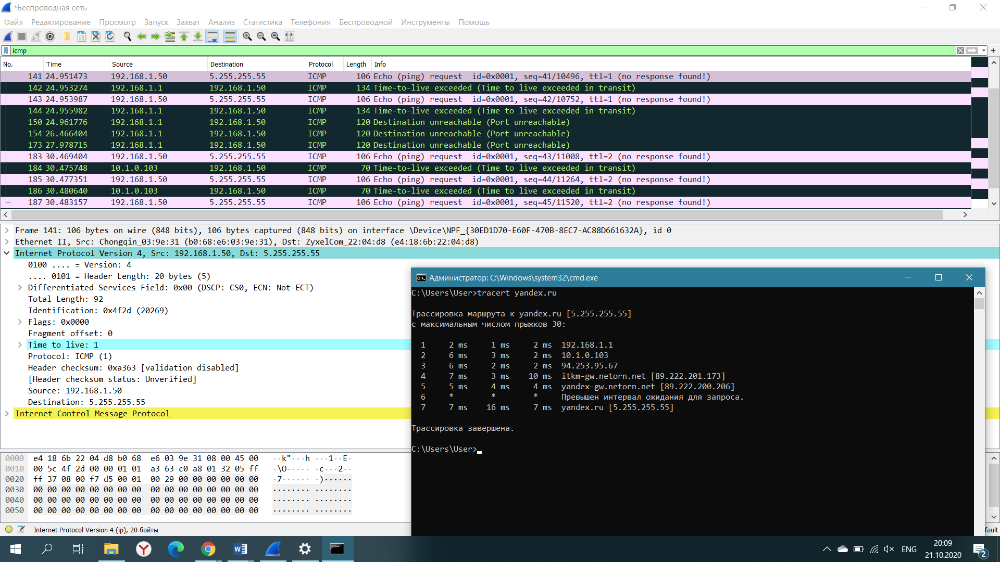 *Беспроводная сеть
Файл Редактирование Просмотр Запуск Захват Анализ Статистика Телефония Беспроводной Инструменты Помощь
icmp
No. Time Source Destination Protocol Length Info
141 24.951473 192.168.1.50 5.255.255.55 ICMP 106 Echo (ping) request id=0x0001, seq=41/10496, ttl=1 (no response found!)
142 24.953274 192.168.1.1 192.168.1.50 ICMP 134 Time-to-live exceeded (Time to live exceeded in transit)
143 24.953987 192.168.1.50 5.255.255.55 ICMP 106 Echo (ping) request id=0x0001, seq=42/10752, ttl=1 (no response found!)
144 24.955982 192.168.1.1 192.168.1.50 ICMP 134 Time-to-live exceeded (Time to live exceeded in transit)
150 24.961776 192.168.1.1 192.168.1.50 ICMP 120 Destination unreachable (Port unreachable)
154 26.466404 192.168.1.1 192.168.1.50 ICMP 120 Destination unreachable (Port unreachable)
173 27.978715 192.168.1.1 192.168.1.50 ICMP 120 Destination unreachable (Port unreachable)
183 30.469404 192.168.1.50 5.255.255.55 ICMP 106 Echo (ping) request id=0x0001, seq=43/11008, ttl=2 (no response found!)
184 30.475748 10.1.0.103 192.168.1.50 ICMP 70 Time-to-live exceeded (Time to live exceeded in transit)
185 30.477351 192.168.1.50 5.255.255.55 ICMP 106 Echo (ping) request id=0x0001, seq=44/11264, ttl=2 (no response found!)
186 30.480640 10.1.0.103 192.168.1.50 ICMP 70 Time-to-live exceeded (Time to live exceeded in transit)
187 30.483157 192.168.1.50 5.255.255.55 ICMP 106 Echo (ping) request id=0x0001, seq=45/11520, ttl=2 (no response found!)
Frame 141: 106 bytes on wire (848 bits), 106 bytes captured (848 bits) on interface \Device\NPF_{30ED1D70-E60F-470B-8EC7-AC88D661632A}, id 0
Ethernet II, Src: Chongqin_03:9e:31 (b0:68:e6:03:9e:31), Dst: ZyxelCom_22:04:d8 (e4:18:6b:22:04:d8)
Internet Protocol Version 4, Src: 192.168.1.50, Dst: 5.255.255.55
0100 .... = Version: 4
.... 0101 = Header Length: 20 bytes (5)
Differentiated Services Field: 0x00 (DSCP: CS0, ECN: Not-ECT)
Total Length: 92
Identification: 0x4f2d (20269)
Flags: 0x0000
Fragment offset: 0
Time to live: 1
Protocol: ICMP (1)
Header checksum: 0xa363 [validation disabled]
[Header checksum status: Unverified]
Source: 192.168.1.50
Destination: 5.255.255.55
Internet Control Message Protocol
0000 e4 18 6b 22 04 d8 b0 68 e6 03 9e 31 08 00 45 00 ··k"···h ···1··E·
0010 00 5c 4f 2d 00 00 01 01 a3 63 c0 a8 01 32 05 ff ·\O-···· ·c···2··
0020 ff 37 08 00 f7 d5 00 01 00 29 00 00 00 00 00 00 ·7······ ·)······
0030 00 00 00 00 00 00 00 00 00 00 00 00 00 00 00 00 ········ ········
0040 00 00 00 00 00 00 00 00 00 00 00 00 00 00 00 00 ········ ········
0050 00 00 00 00 00 00 00 00 00 00 00 00 00 00 00 00 ········ ········
Internet Protocol Version 4 (ip), 20 байты
fault
Администратор: C:\Windows\system32\cmd.exe
C:\Users\User>tracert yandex.ru
Трассировка маршрута к yandex.ru [5.255.255.55]
с максимальным числом прыжков 30:
1 2 ms 1 ms 2 ms 192.168.1.1
2 6 ms 3 ms 2 ms 10.1.0.103
3 6 ms 2 ms 2 ms 94.253.95.67
4 7 ms 3 ms 10 ms itkm-gw.netorn.net [89.222.201.173]
5 5 ms 4 ms 4 ms yandex-gw.netorn.net [89.222.200.206]
6 * * * Превышен интервал ожидания для запроса.
7 7 ms 16 ms 7 ms yandex.ru [5.255.255.55]
Трассировка завершена.
C:\Users\User>
ENG
20:09
21.10.2020
2